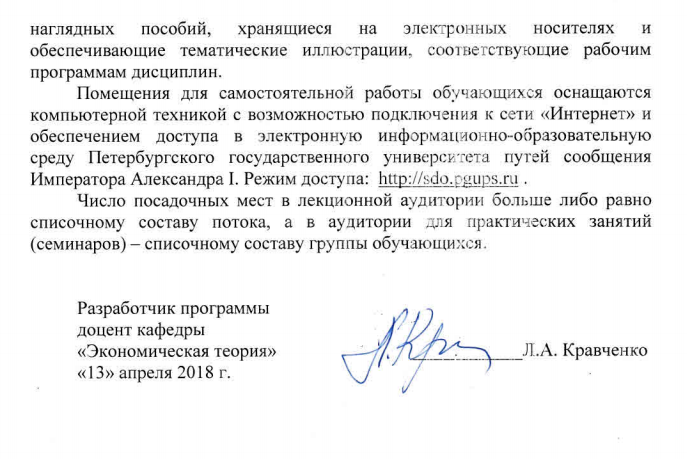 наглядных пособий, хранящиеся на электронных носителях и
обеспечивающие тематические иллюстрации, соответствующие рабочим
программам дисциплин.
Помещения для самостоятельной работы обучающихся оснащаются
компьютерной техникой с возможностью подключения к сети «Интернет» и
обеспечением доступа в электронную информационно-образовательную
среду Петербургского государственного университета путей сообщения
Императора Александра I. Режим доступа: http://sdo.pgups.ru .
Число посадочных мест в лекционной аудитории больше либо равно
списочному составу потока, а в аудитории для практических занятий
(семинаров) – списочному составу группы обучающихся.
Разработчик программы
доцент кафедры
«Экономическая теория»
Л.А. Кравченко
«13» апреля 2018 г.